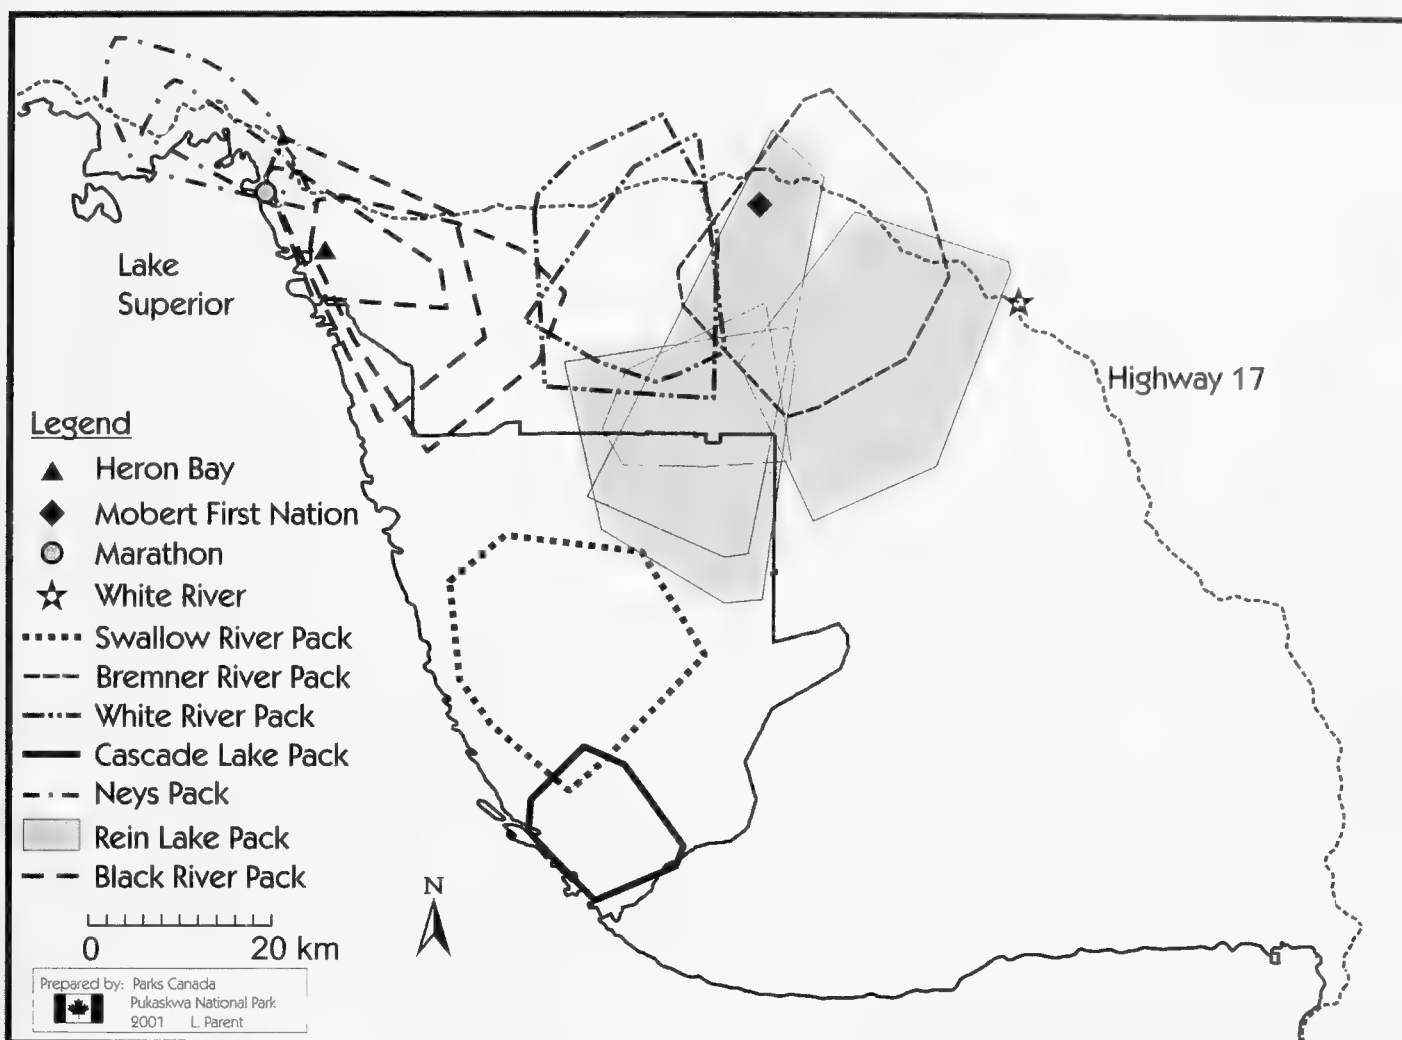 Lake
Superior
Highway 17
Legend
Heron Bay
Mobert First Nation
Marathon
White River
Swallow River Pack
Bremner River Pack
White River Pack
Cascade Lake Pack
Neys Pack
Rein Lake Pack
Black River Pack
N
0 20 km
Prepared by: Parks Canada
Pukaskwa National Park
2001 L. Parent